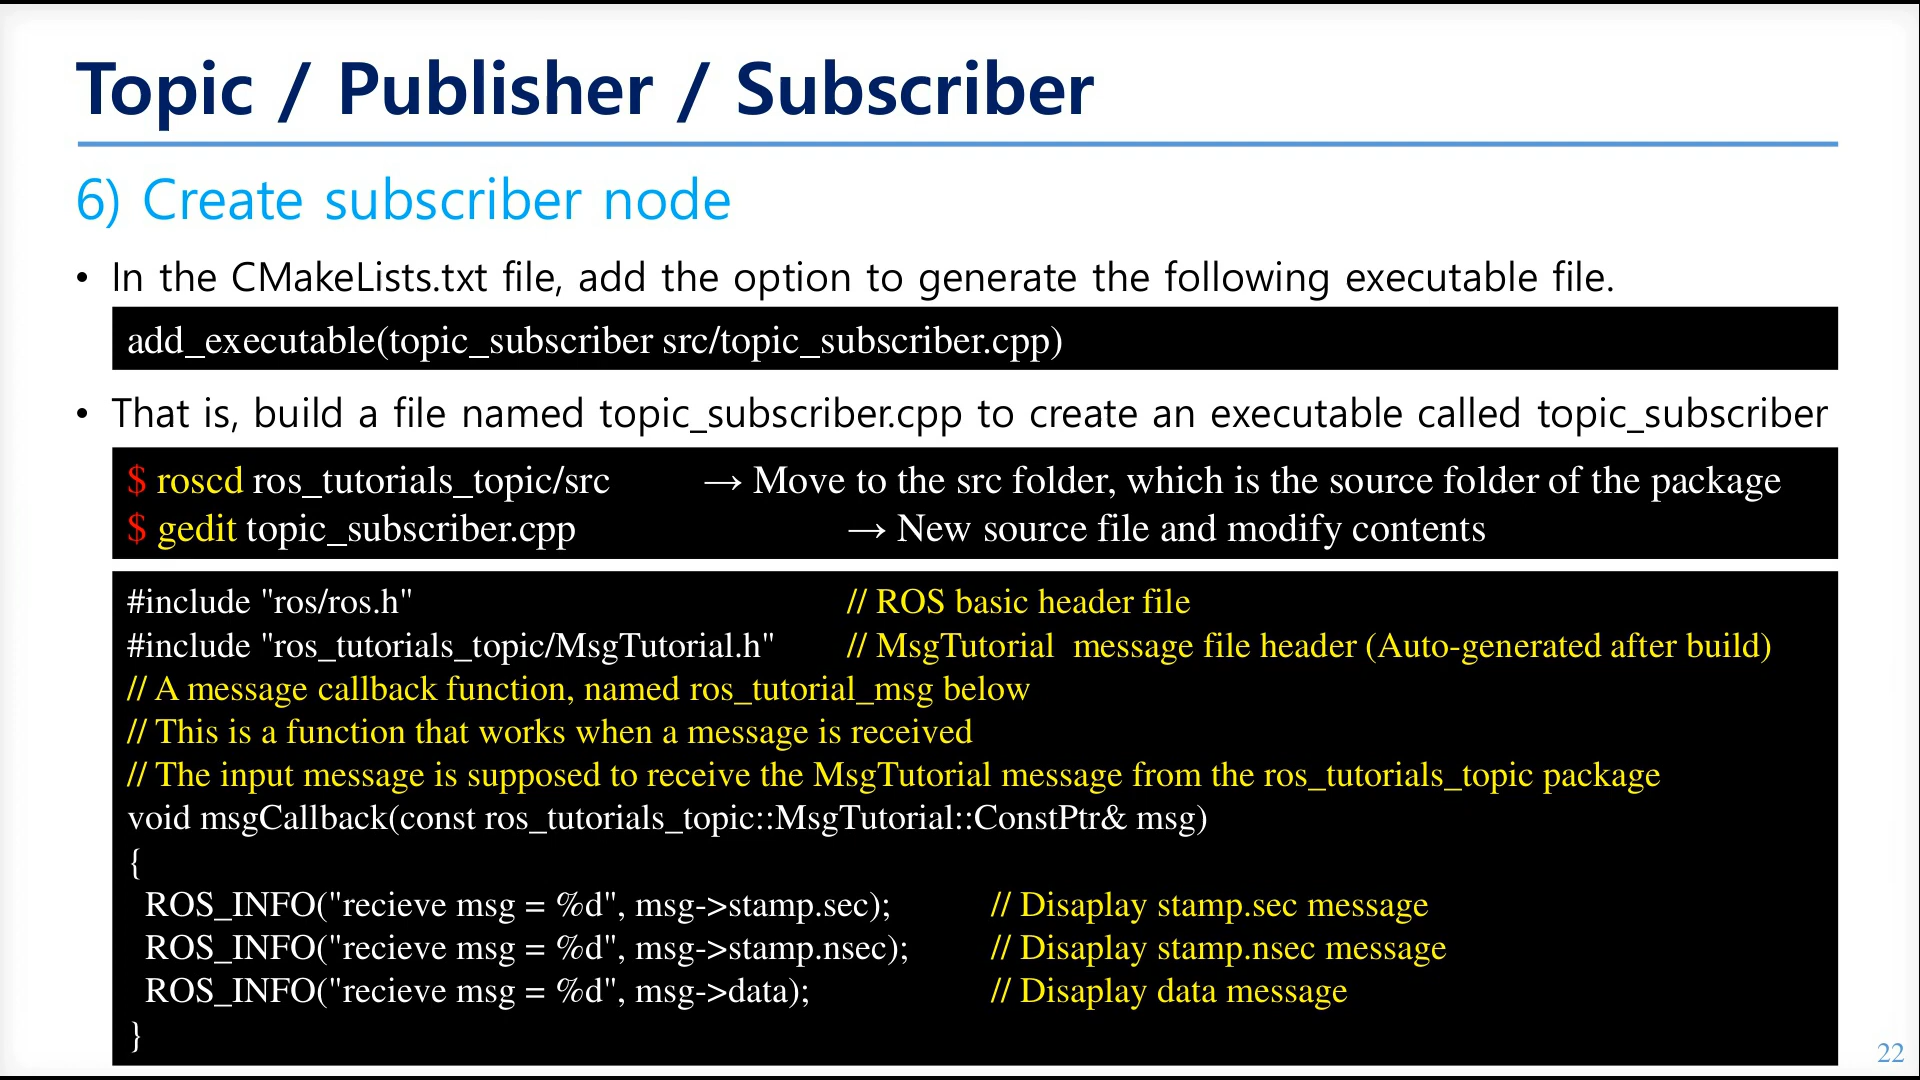 Topic / Publisher / Subscriber
6) Create subscriber node
• In the CMakeLists.txt file, add the option to generate the following executable file.
add_executable(topic_subscriber src/topic_subscriber.cpp)
• That is, build a file named topic_subscriber.cpp to create an executable called topic_subscriber
$ roscd ros_tutorials_topic/src → Move to the src folder, which is the source folder of the package
$ gedit topic_subscriber.cpp → New source file and modify contents
#include "ros/ros.h" // ROS basic header file
#include "ros_tutorials_topic/MsgTutorial.h" // MsgTutorial message file header (Auto-generated after build)
// A message callback function, named ros_tutorial_msg below
// This is a function that works when a message is received
// The input message is supposed to receive the MsgTutorial message from the ros_tutorials_topic package
void msgCallback(const ros_tutorials_topic::MsgTutorial::ConstPtr& msg)
{
ROS_INFO("recieve msg = %d", msg->stamp.sec); // Disaplay stamp.sec message
ROS_INFO("recieve msg = %d", msg->stamp.nsec); // Disaplay stamp.nsec message
ROS_INFO("recieve msg = %d", msg->data); // Disaplay data message
}
22